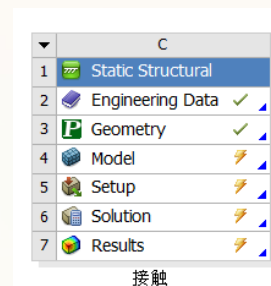 C
1 Static Structural
2 Engineering Data
3 P Geometry
4 Model
5 Setup
6 Solution
7 Results
接触